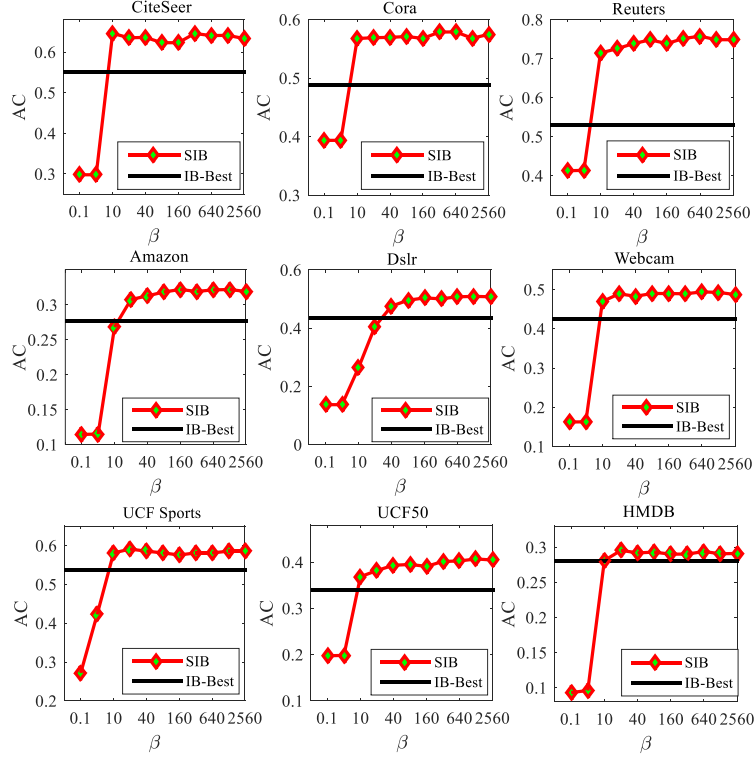 CiteSeer
AC
0.6
0.5
0.4
0.3
SIB
IB-Best
0.1 10 40 160 640 2560
β
Cora
AC
0.6
0.5
0.4
0.3
SIB
IB-Best
0.1 10 40 160 640 2560
β
Reuters
AC
0.8
0.7
0.6
0.5
0.4
SIB
IB-Best
0.1 10 40 160 640 2560
β
Amazon
AC
0.3
0.25
0.2
0.15
0.1
SIB
IB-Best
0.1 10 40 160 640 2560
β
Dslr
AC
0.6
0.4
0.2
0
SIB
IB-Best
0.1 10 40 160 640 2560
β
Webcam
AC
0.5
0.4
0.3
0.2
0.1
SIB
IB-Best
0.1 10 40 160 640 2560
β
UCF Sports
AC
0.6
0.5
0.4
0.3
0.2
SIB
IB-Best
0.1 10 40 160 640 2560
β
UCF50
AC
0.4
0.3
0.2
0.1
SIB
IB-Best
0.1 10 40 160 640 2560
β
HMDB
AC
0.3
0.25
0.2
0.15
0.1
SIB
IB-Best
0.1 10 40 160 640 2560
β